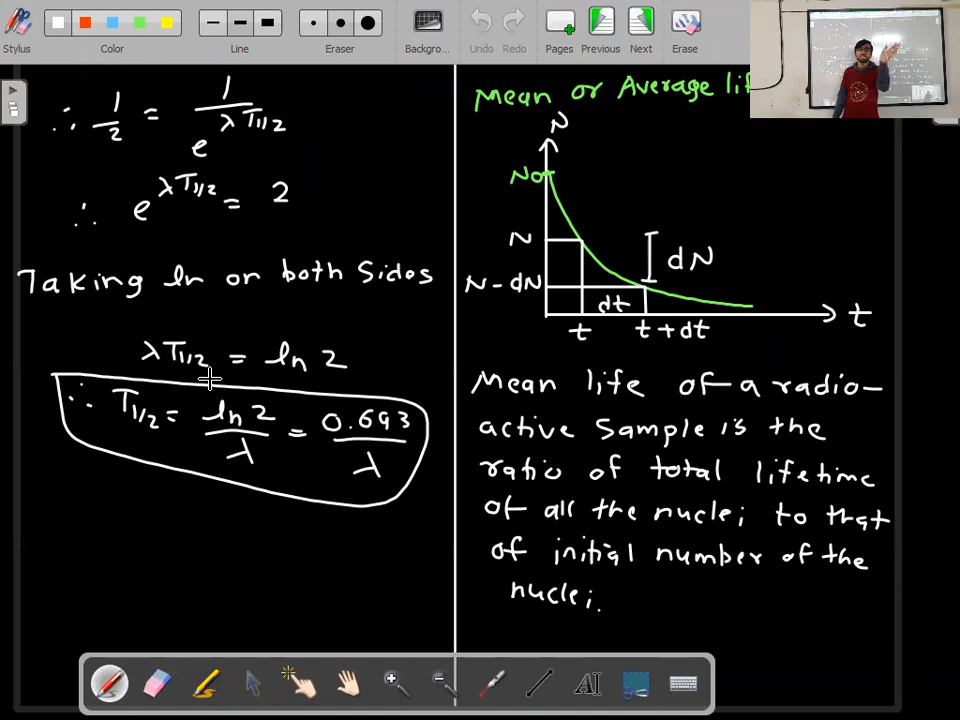 Stylus
Color
Line
Eraser
Backgro...
Undo
Redo
Pages
Previous
Next
Erase
∴ 1/2 = 1/e^λT1/2
∴ e^λT1/2 = 2
Taking ln on both Sides
λT1/2 = ln 2
∴ T1/2 = ln 2/λ = 0.693/λ
Mean or Average lif
N
No
N
N - dN
dN
dt
t
t + dt
t
Mean life of a radio-
active sample is the
ratio of total lifetime
of all the nuclei to that
of initial number of the
nuclei.
AI